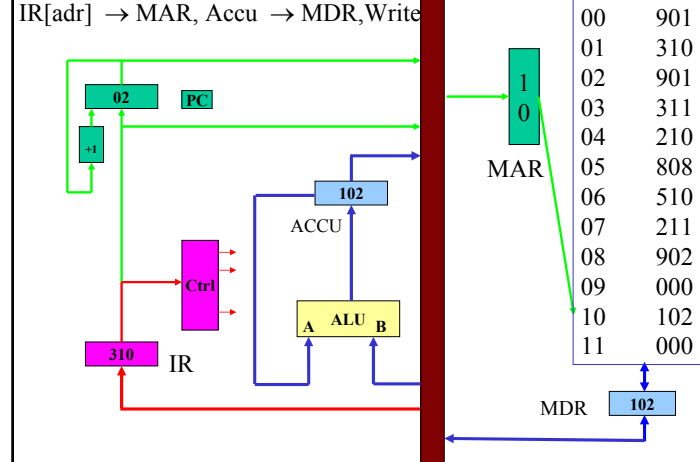 IR[adr] → MAR, Accu → MDR,Write
02
PC
+1
102
ACCU
Ctrl
ALU
A
B
310
IR
1
0
MAR
00 901
01 310
02 901
03 311
04 210
05 808
06 510
07 211
08 902
09 000
10 102
11 000
MDR
102